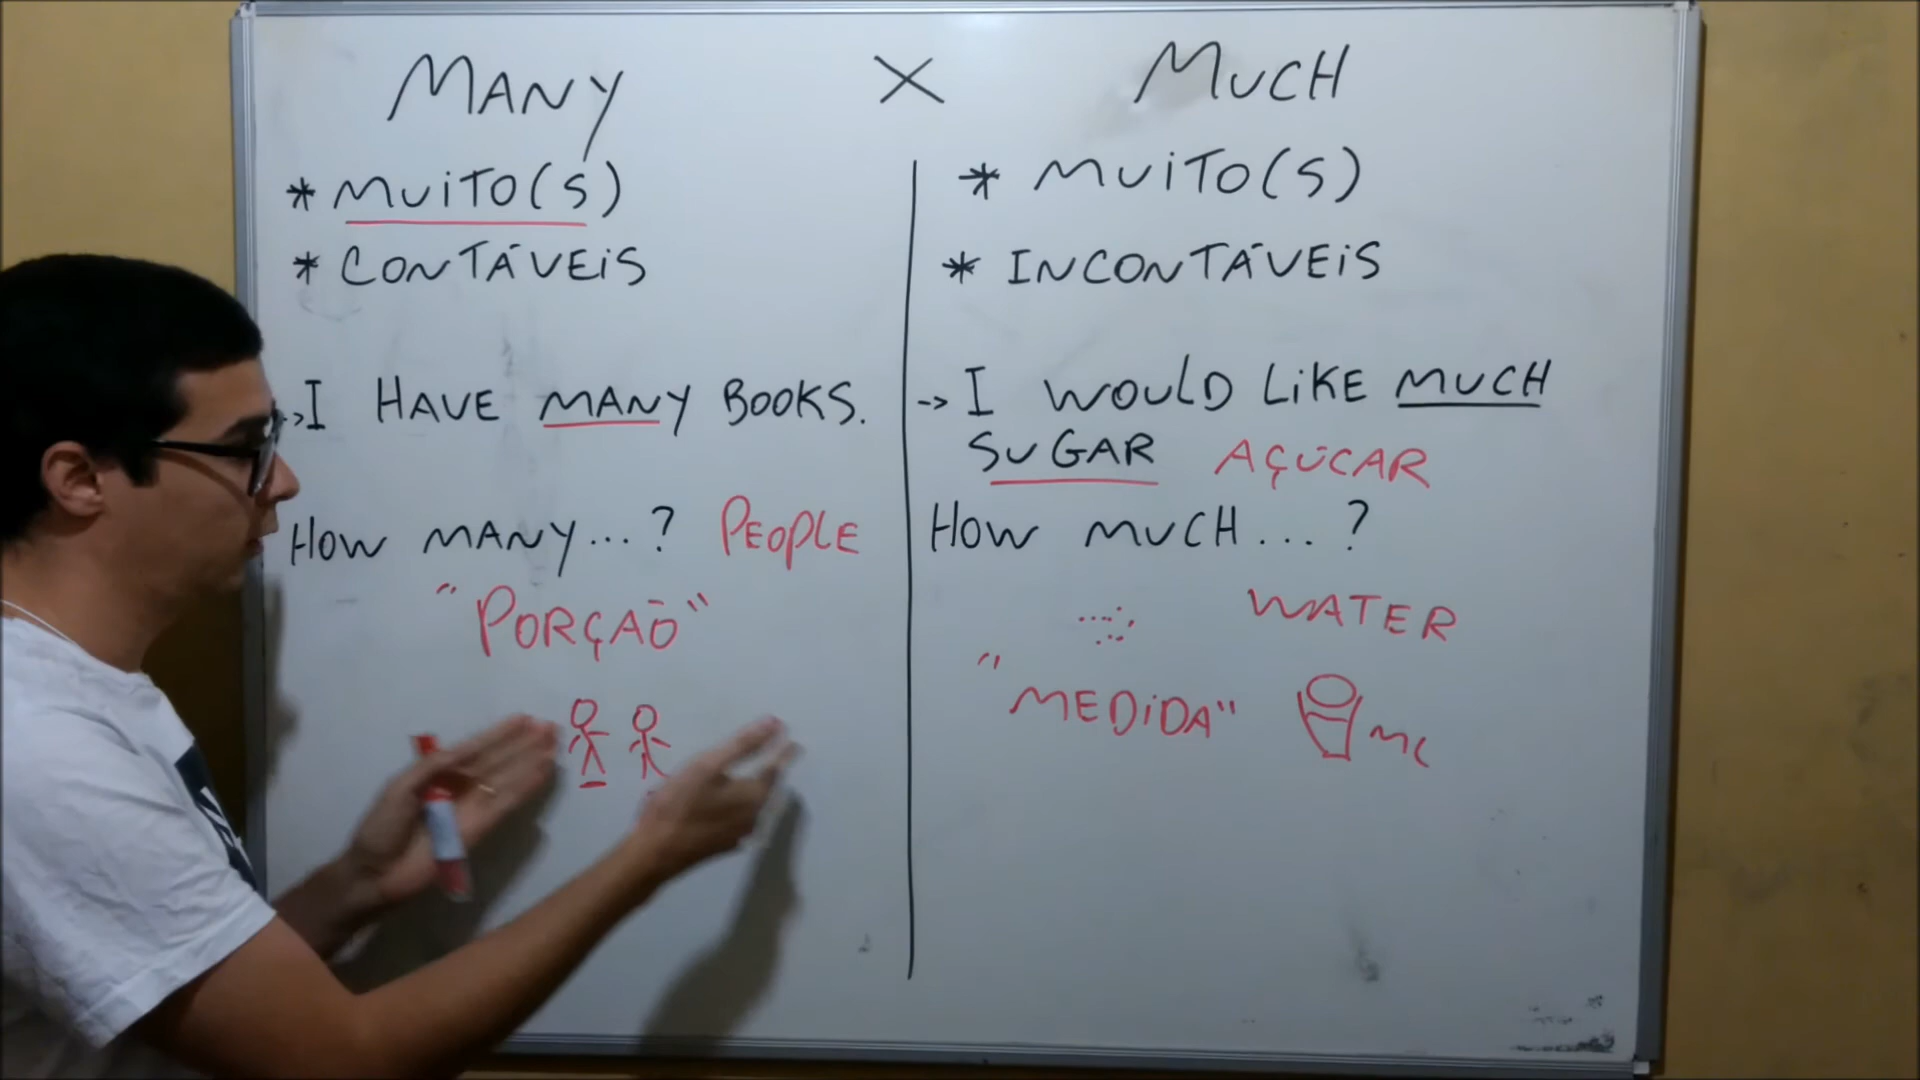 MANY X MUCH
* MUITO(S)
* CONTÁVEIS
->I HAVE MANY BOOKS.
HOW MANY...? PEOPLE
"PORÇÃO"
* MUITO(S)
* INCONTÁVEIS
-> I WOULD LIKE MUCH
SUGAR AÇÚCAR
HOW MUCH...?
WATER
"MEDIDA"